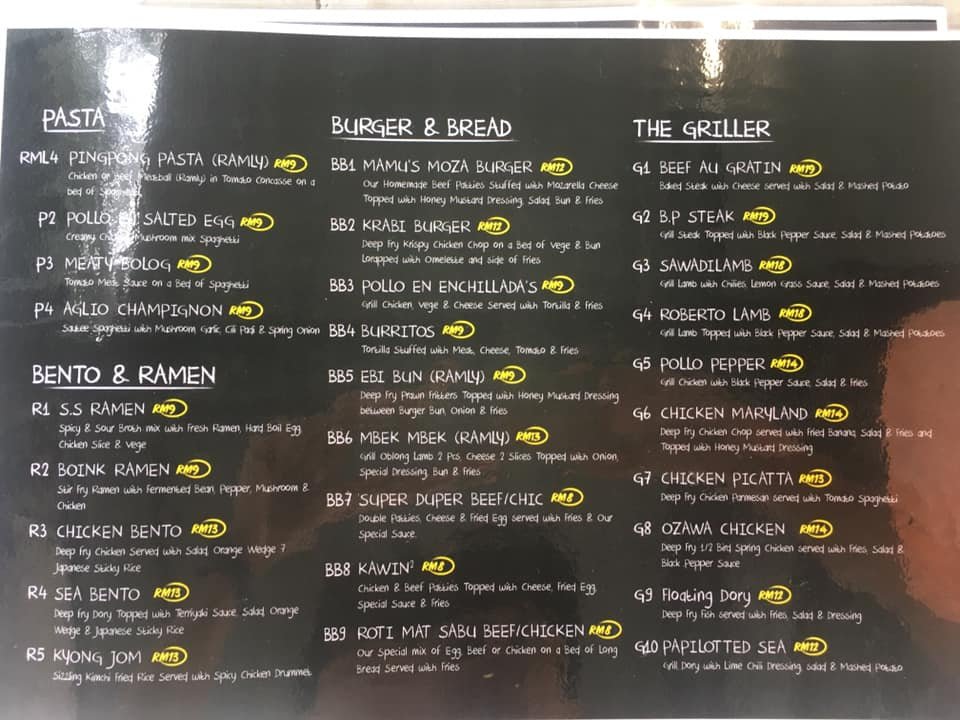 PASTA
RML4 PINGPONG PASTA (RAMLY) RM9
Chicken or Beef Meatball (Ramly) in Tomato Concasse on a
bed of Spaghetti
P2 POLLO SALTED EGG RM9
Creamy Mushroom mix Spaghetti
P3 MEATY BOLOG RM9
Tomato Meat Sauce on a Bed of Spaghetti
P4 AGLIO CHAMPIGNON RM9
Sautee Spaghetti with Mushroom, Garlic, Cili Padi & Spring Onion
BENTO & RAMEN
R1 S.S RAMEN RM9
Spicy & Sour Broth mix with Fresh Ramen, Hard Boil Egg
Chicken Slice & Vege
R2 BOINK RAMEN RM9
Stir Fry Ramen with Fermented Bean, Pepper, Mushroom &
Chicken
R3 CHICKEN BENTO RM13
Deep Fry Chicken Served with Salad, Orange Wedge 7
Japanese Sticky Rice
R4 SEA BENTO RM13
Deep Fry Dory Topped with Terriyaki Sauce, Salad, Orange
Wedge & Japanese Sticky Rice
R5 KYONG JOM RM13
Sizzling Kimchi Fried Rice Served with Spicy Chicken Drummet
BURGER & BREAD
BB1 MAMU'S MOZA BURGER RM12
Our Homemade Beef Patties Stuffed with Mozarella Cheese
Topped with Honey Mustard Dressing, Salad, Bun & Fries
BB2 KRABI BURGER RM12
Deep Fry Krispy Chicken Chop on a Bed of Vege & Bun
Lorapped with Omelette and side of Fries
BB3 POLLO EN ENCHILLADA'S RM9
Grill Chicken, Vege & Cheese Served with Tortilla & Fries
BB4 BURRITOS RM9
Tortilla Stuffed with Meat, Cheese, Tomato & Fries
BB5 EBI BUN (RAMLY) RM9
Deep Fry Prawn Fritters Topped with Honey Mustard Dressing
between Burger Bun, Onion & Fries
BB6 MBEK MBEK (RAMLY) RM13
Grill Oblong Lamb 2 Pcs, Cheese 2 Slices Topped with Onion,
Special Dressing, Bun & Fries
BB7 SUPER DUPER BEEF/CHIC RM8
Double Patties, Cheese & Fried Egg served with Fries & Our
Special Sauce.
BB8 KAWIN² RM8
Chicken & Beef Patties Topped with Cheese, Fried Egg,
Special Sauce & Fries
BB9 ROTI MAT SABU BEEF/CHICKEN RM8
Our Special mix of Egg, Beef or Chicken on a Bed of Long
Bread Served with Fries
THE GRILLER
G1 BEEF AU GRATIN RM19
Baked Steak with Cheese served with Salad & Mashed Potato
G2 B.P STEAK RM19
Grill Steak Topped with Black Pepper Sauce, Salad & Mashed Potatoes
G3 SAWADILAMB RM18
Grill Lamb with Chilies, Lemon Grass Sauce, Salad & Mashed Potatoes
G4 ROBERTO LAMB RM18
Grill Lamb Topped with Black Pepper Sauce, Salad & Mashed Potatoes
G5 POLLO PEPPER RM14
Grill Chicken with Black Pepper Sauce, Salad & Fries
G6 CHICKEN MARYLAND RM14
Deep Fry Chicken Chop served with Fried Banana, Salad & Fries and
Topped with Honey Mustard Dressing
G7 CHICKEN PICATTA RM13
Deep Fry Chicken Parmesan served with Tomato Spaghetti
G8 OZAWA CHICKEN RM14
Deep Fry 1/2 Bird Spring Chicken served with Fries, Salad &
Black Pepper Sauce
G9 Floating Dory RM12
Deep Fry Fish served with Fries, Salad & Dressing
G10 PAPILOTTED SEA RM12
Grill Dory with Lime Chili Dressing, salad & Mashed Potato